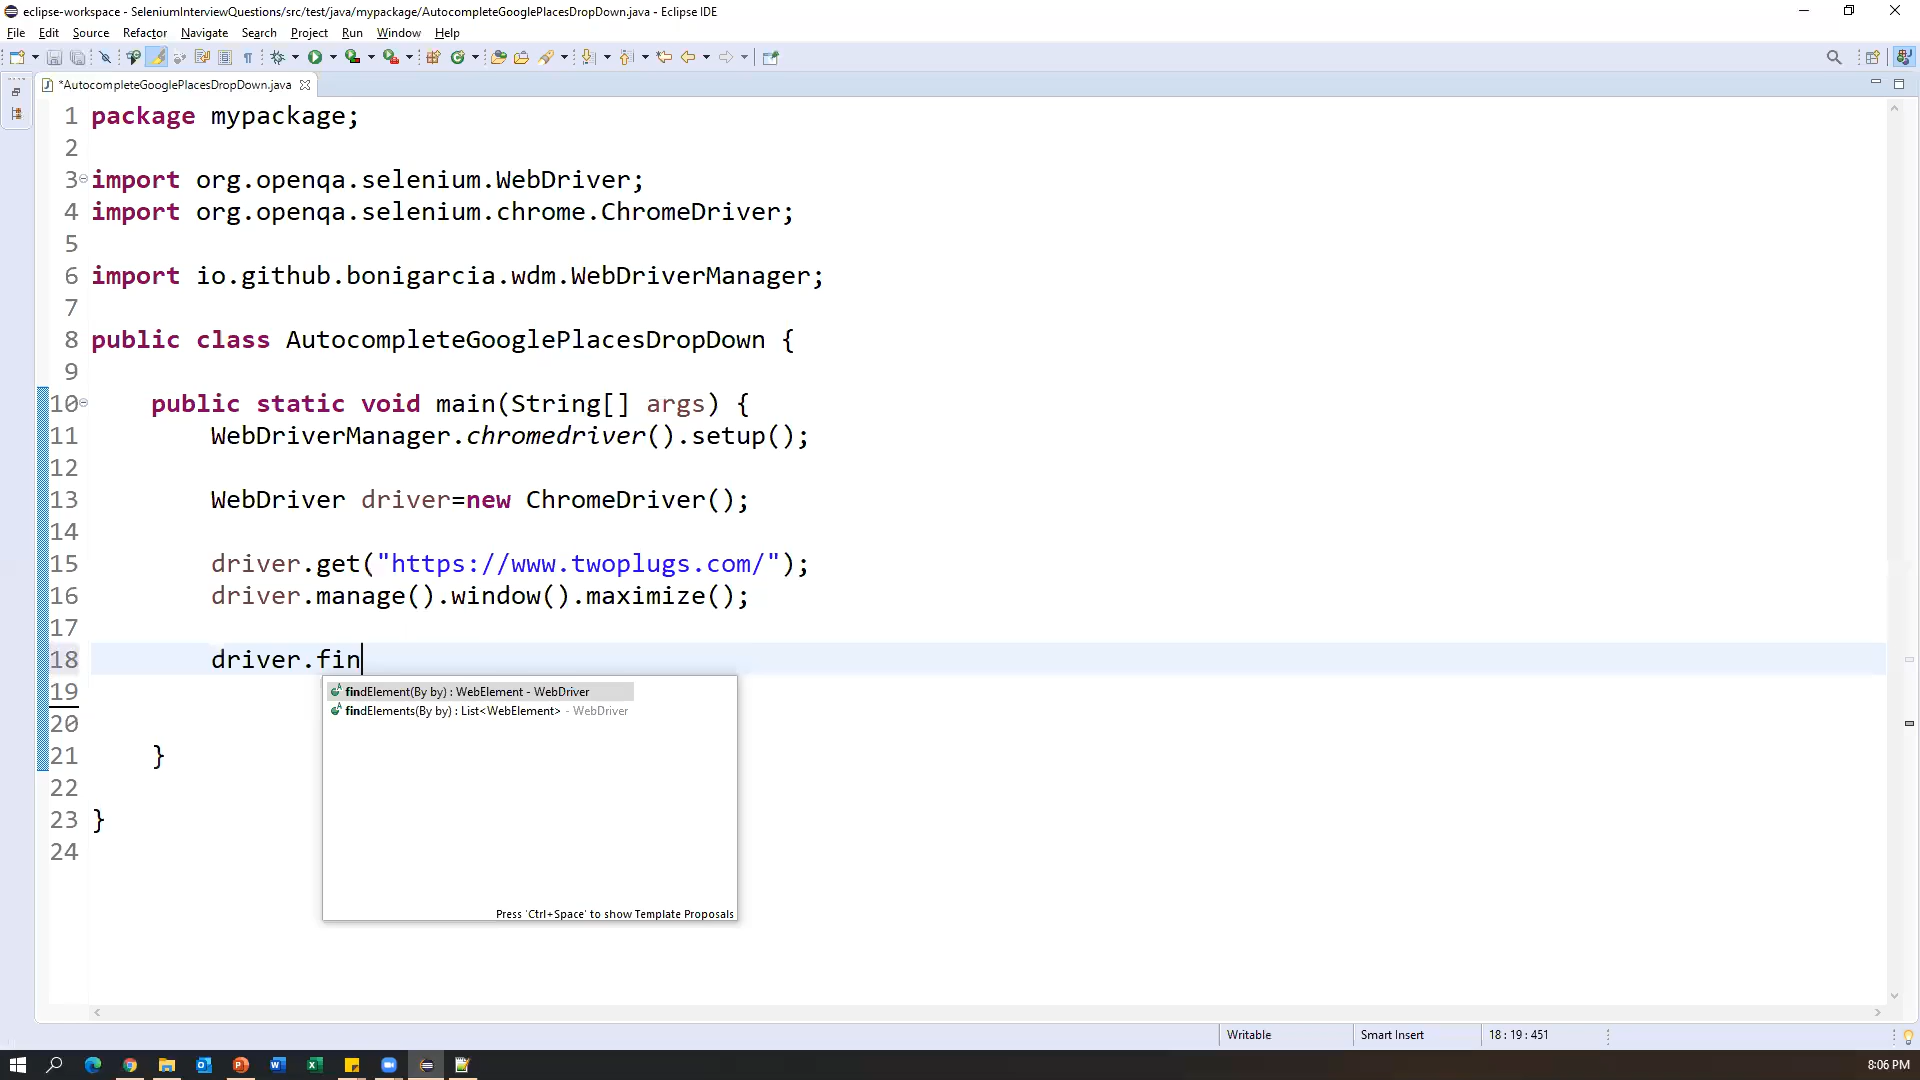 eclipse-workspace - SeleniumInterviewQuestions/src/test/java/mypackage/AutocompleteGooglePlacesDropDown.java - Eclipse IDE
File Edit Source Refactor Navigate Search Project Run Window Help
*AutocompleteGooglePlacesDropDown.java
1 package mypackage;
2
3 import org.openqa.selenium.WebDriver;
4 import org.openqa.selenium.chrome.ChromeDriver;
5
6 import io.github.bonigarcia.wdm.WebDriverManager;
7
8 public class AutocompleteGooglePlacesDropDown {
9
10 public static void main(String[] args) {
11 WebDriverManager.chromedriver().setup();
12
13 WebDriver driver=new ChromeDriver();
14
15 driver.get("https://www.twoplugs.com/");
16 driver.manage().window().maximize();
17
18 driver.fin
19
findElement(By by) : WebElement - WebDriver
findElements(By by) : List<WebElement> - WebDriver
20
21 }
22
23 }
24
Press 'Ctrl+Space' to show Template Proposals
Writable Smart Insert 18 : 19 : 451
8:06 PM